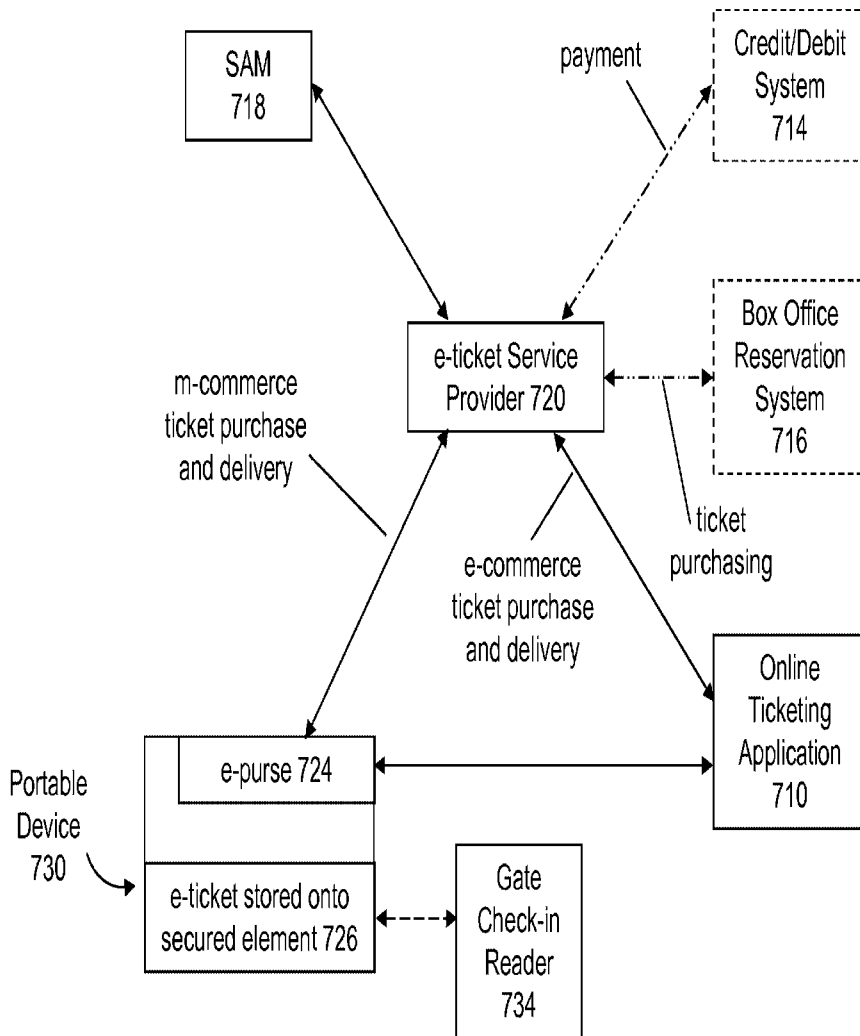 SAM
718
payment
Credit/Debit
System
714
e-ticket Service
Provider 720
Box Office
Reservation
System
716
m-commerce
ticket purchase
and delivery
e-commerce
ticket purchase
and delivery
ticket
purchasing
Online
Ticketing
Application
710
e-purse 724
Portable
Device
730
e-ticket stored onto
secured element 726
Gate
Check-in
Reader
734